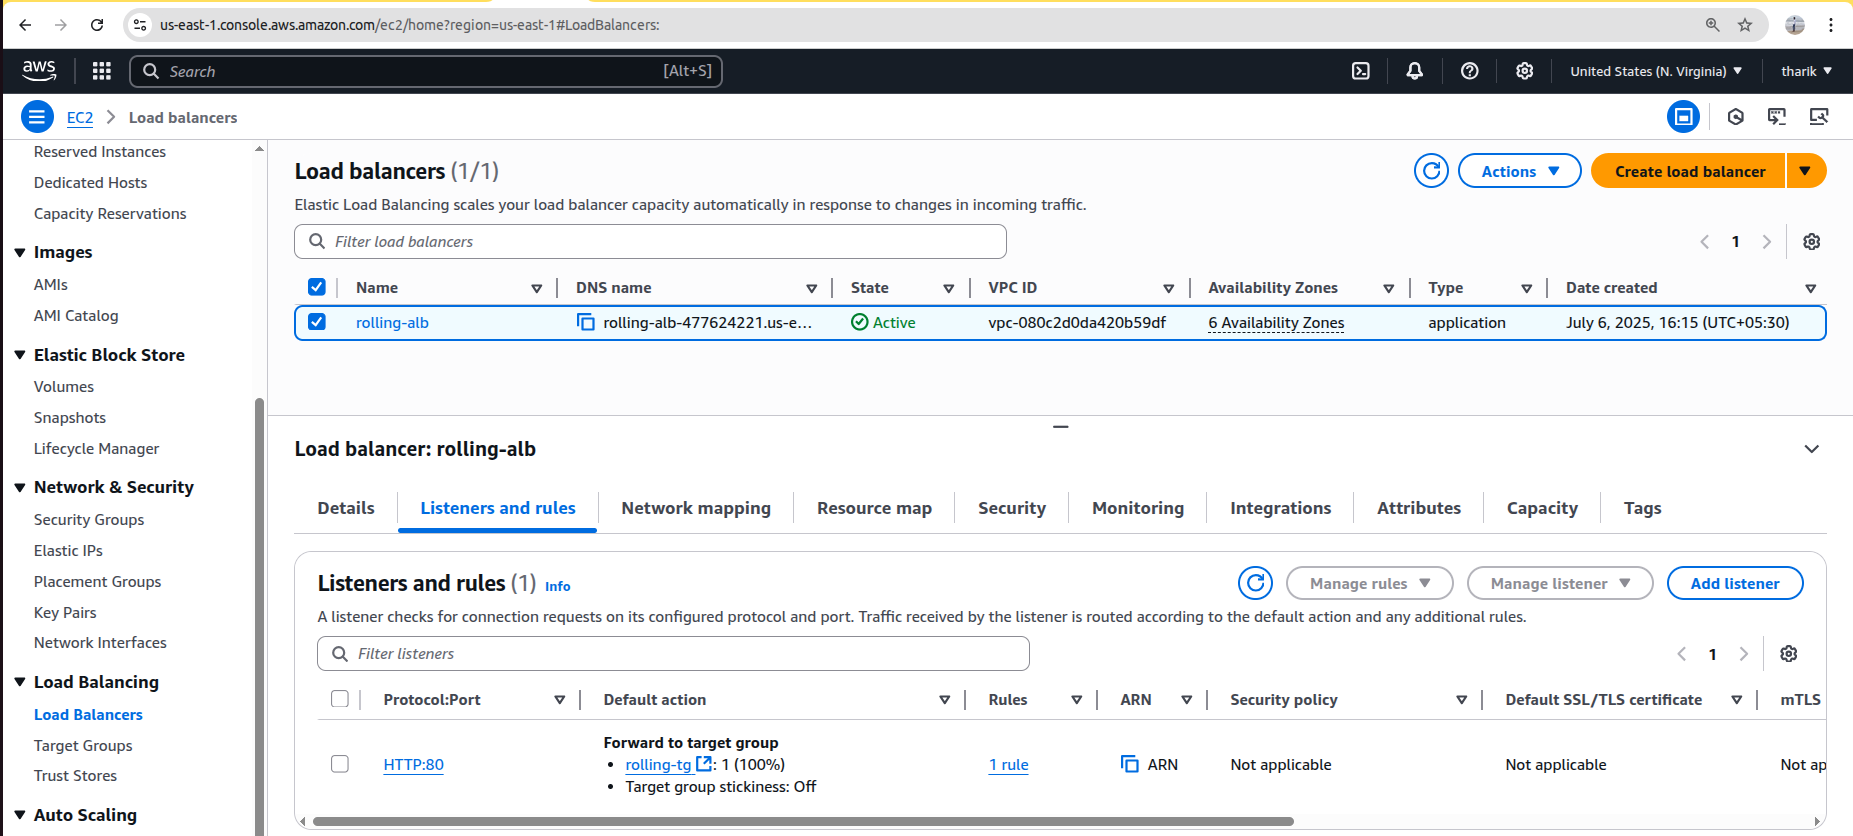 us-east-1.console.aws.amazon.com/ec2/home?region=us-east-1#LoadBalancers:
aws
Search
[Alt+S]
United States (N. Virginia)
tharik
EC2
Load balancers
Reserved Instances
Dedicated Hosts
Capacity Reservations
Images
AMIs
AMI Catalog
Elastic Block Store
Volumes
Snapshots
Lifecycle Manager
Network & Security
Security Groups
Elastic IPs
Placement Groups
Key Pairs
Network Interfaces
Load Balancing
Load Balancers
Target Groups
Trust Stores
Auto Scaling
Load balancers (1/1)
Actions
Create load balancer
Elastic Load Balancing scales your load balancer capacity automatically in response to changes in incoming traffic.
Filter load balancers
1
Name DNS name State VPC ID Availability Zones Type Date created
rolling-alb rolling-alb-477624221.us-e... Active vpc-080c2d0da420b59df 6 Availability Zones application July 6, 2025, 16:15 (UTC+05:30)
Load balancer: rolling-alb
Details Listeners and rules Network mapping Resource map Security Monitoring Integrations Attributes Capacity Tags
Listeners and rules (1) Info
Manage rules
Manage listener
Add listener
A listener checks for connection requests on its configured protocol and port. Traffic received by the listener is routed according to the default action and any additional rules.
Filter listeners
1
Protocol:Port Default action Rules ARN Security policy Default SSL/TLS certificate mTLS
Forward to target group
HTTP:80 • rolling-tg : 1 (100%) 1 rule ARN Not applicable Not applicable Not ap
• Target group stickiness: Off